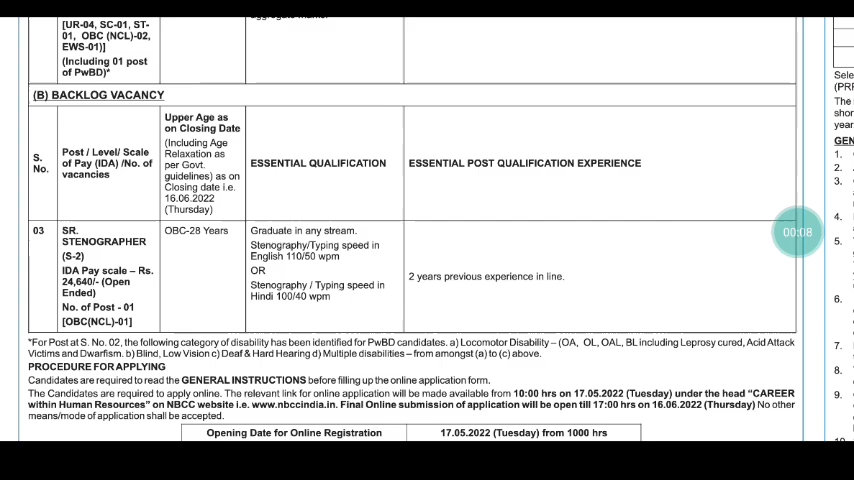 [UR-04, SC-01, ST-
01, OBC (NCL)-02,
EWS-01)]
(Including 01 post
of PwBD)*
(B) BACKLOG VACANCY
S.
No.
Post / Level/ Scale
of Pay (IDA) /No. of
vacancies
Upper Age as
on Closing Date
(Including Age
Relaxation as
per Govt.
guidelines) as on
Closing date i.e.
16.06.2022
(Thursday)
ESSENTIAL QUALIFICATION
ESSENTIAL POST QUALIFICATION EXPERIENCE
03
SR.
STENOGRAPHER
(S-2)
IDA Pay scale – Rs.
24,640/- (Open
Ended)
No. of Post - 01
[OBC(NCL)-01]
OBC-28 Years
Graduate in any stream.
Stenography/Typing speed in
English 110/50 wpm
OR
Stenography / Typing speed in
Hindi 100/40 wpm
2 years previous experience in line.
*For Post at S. No. 02, the following category of disability has been identified for PwBD candidates. a) Locomotor Disability – (OA, OL, OAL, BL including Leprosy cured, Acid Attack
Victims and Dwarfism. b) Blind, Low Vision c) Deaf & Hard Hearing d) Multiple disabilities – from amongst (a) to (c) above.
PROCEDURE FOR APPLYING
Candidates are required to read the GENERAL INSTRUCTIONS before filling up the online application form.
The Candidates are required to apply online. The relevant link for online application will be made available from 10:00 hrs on 17.05.2022 (Tuesday) under the head “CAREER
within Human Resources” on NBCC website i.e. www.nbccindia.in. Final Online submission of application will be open till 17:00 hrs on 16.06.2022 (Thursday) No other
means/mode of application shall be accepted.
Opening Date for Online Registration
17.05.2022 (Tuesday) from 1000 hrs
00:08
Sele
(PRF
The
shor
year
GEN
1.
2.
3.
4.
5.
6.
7.
8.
9.